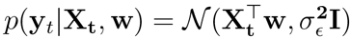 p(y_t|X_t, w) = 𝒩(X_t^⊤w, σ_ϵ^2 I)